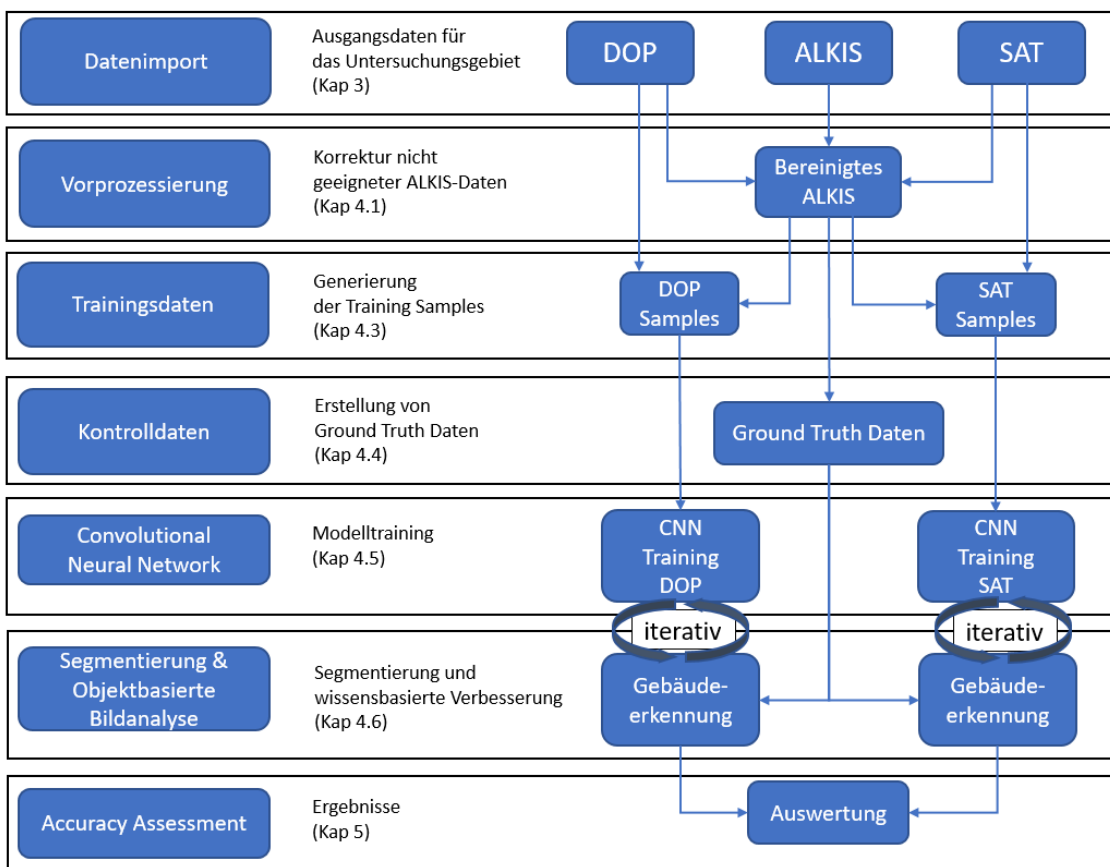 Datenimport
Ausgangsdaten für
das Untersuchungsgebiet
(Kap 3)
DOP
ALKIS
SAT
Vorprozessierung
Korrektur nicht
geeigneter ALKIS-Daten
(Kap 4.1)
Bereinigtes
ALKIS
Trainingsdaten
Generierung
der Training Samples
(Kap 4.3)
DOP
Samples
SAT
Samples
Kontrolldaten
Erstellung von
Ground Truth Daten
(Kap 4.4)
Ground Truth Daten
Convolutional
Neural Network
Modelltraining
(Kap 4.5)
CNN
Training
DOP
CNN
Training
SAT
iterativ
iterativ
Segmentierung &
Objektbasierte
Bildanalyse
Segmentierung und
wissensbasierte Verbesserung
(Kap 4.6)
Gebäude-
erkennung
Gebäude-
erkennung
Accuracy Assessment
Ergebnisse
(Kap 5)
Auswertung